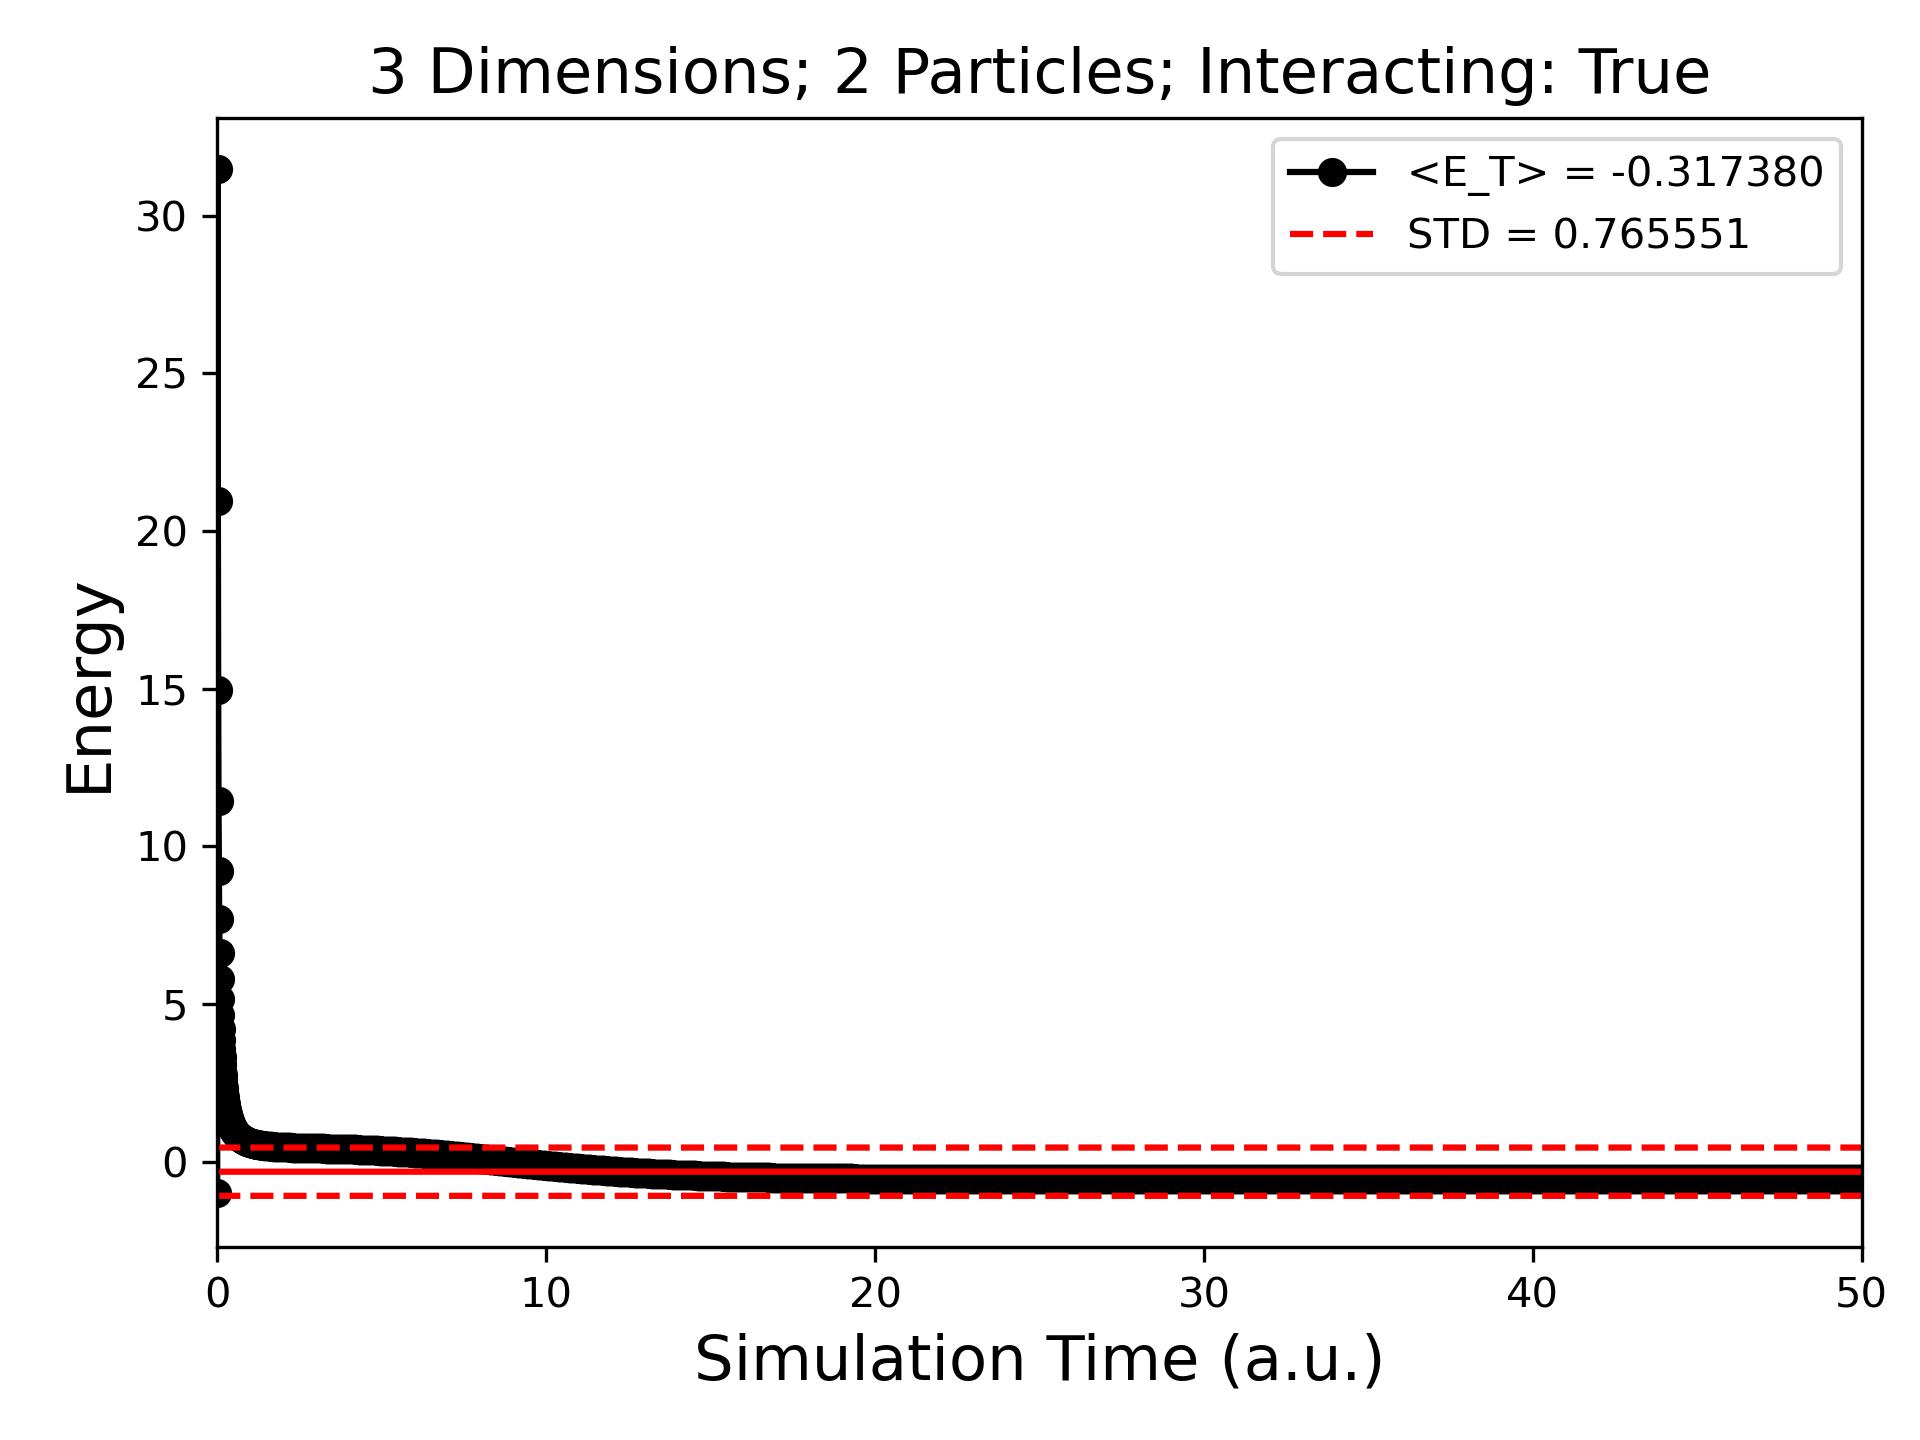 3 Dimensions; 2 Particles; Interacting: True
<E_T> = -0.317380
STD = 0.765551
Energy
30
25
20
15
10
5
0
0 10 20 30 40 50
Simulation Time (a.u.)